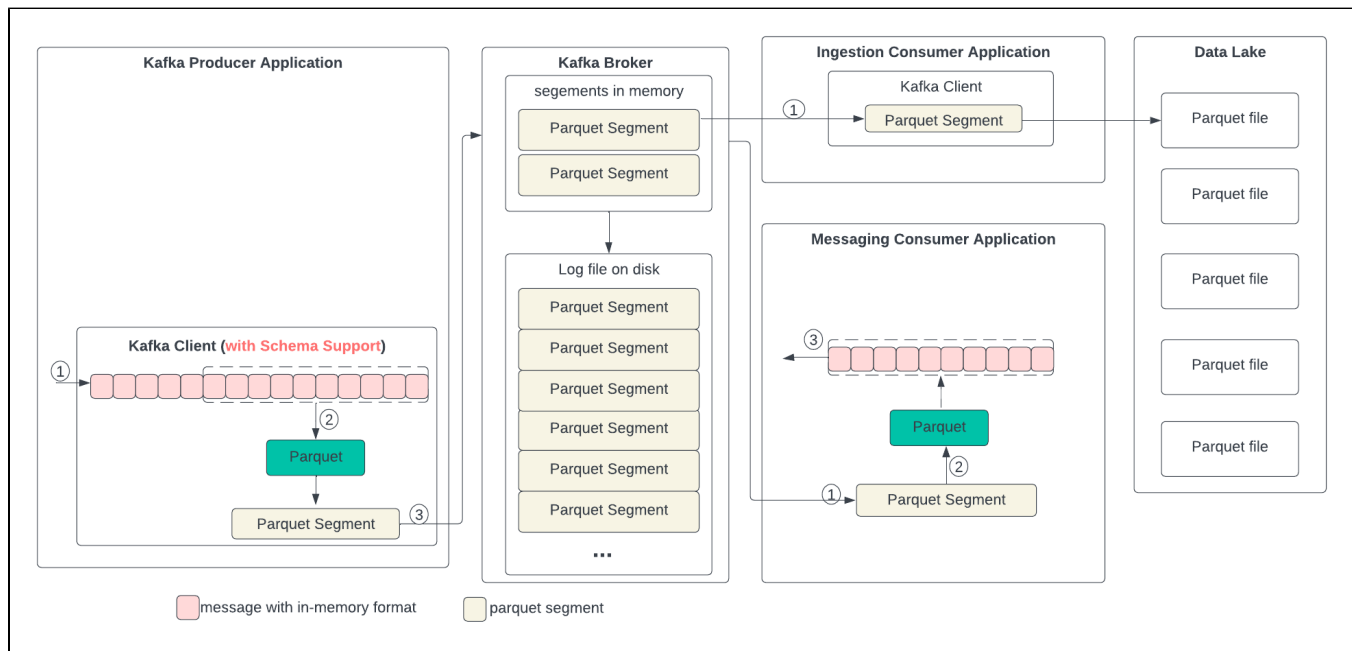 Kafka Producer Application
Kafka Client (with Schema Support)
1
2
Parquet
Parquet Segment
3
Kafka Broker
segements in memory
Parquet Segment
Parquet Segment
Log file on disk
Parquet Segment
Parquet Segment
Parquet Segment
Parquet Segment
Parquet Segment
Parquet Segment
...
Ingestion Consumer Application
Kafka Client
1
Parquet Segment
Messaging Consumer Application
3
Parquet
2
1
Parquet Segment
Data Lake
Parquet file
Parquet file
Parquet file
Parquet file
Parquet file
message with in-memory format
parquet segment